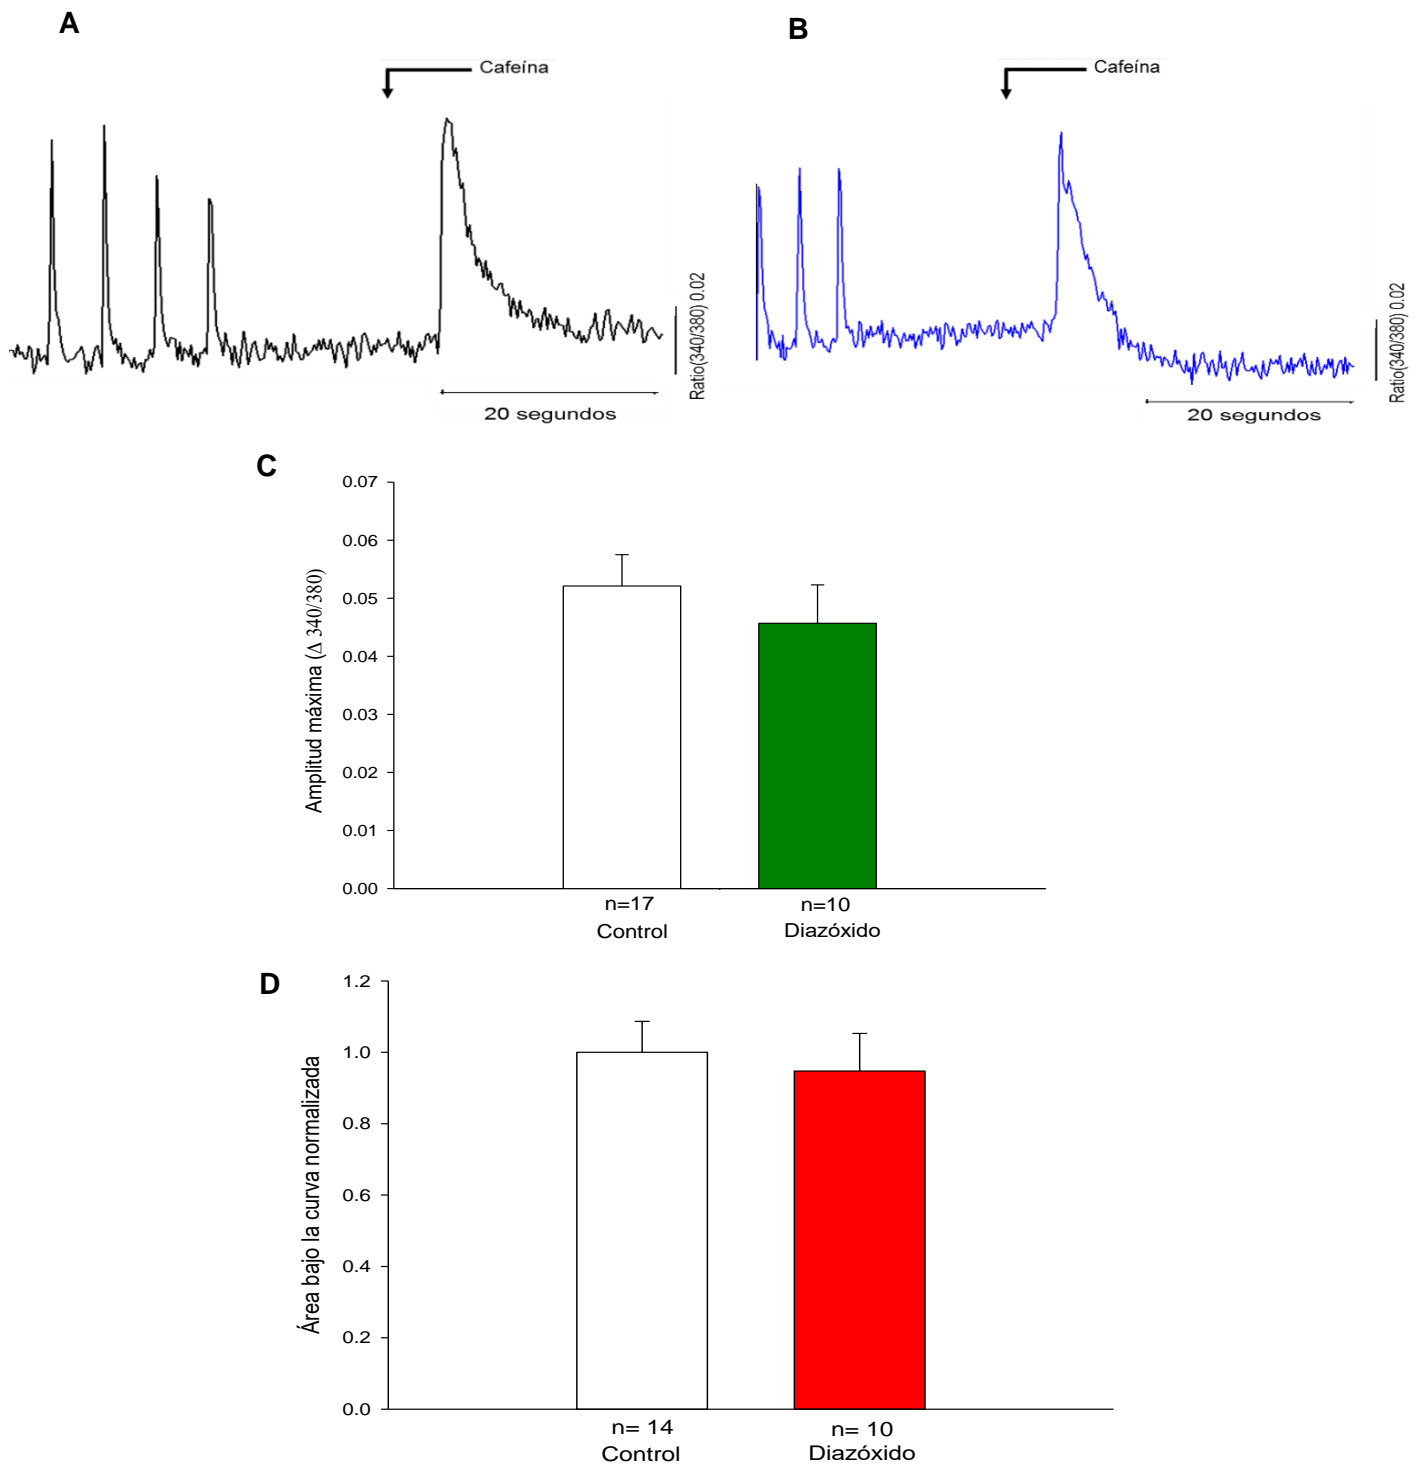 A
B
Cafeína
Cafeína
Ratio(340/380) 0.02
Ratio(340/380) 0.02
20 segundos
20 segundos
C
0.07
0.06
0.05
0.04
0.03
0.02
0.01
0.00
Amplitud máxima (Δ 340/380)
n=17
n=10
Control
Diazóxido
D
1.2
1.0
0.8
0.6
0.4
0.2
0.0
Área bajo la curva normalizada
n= 14
n= 10
Control
Diazóxido